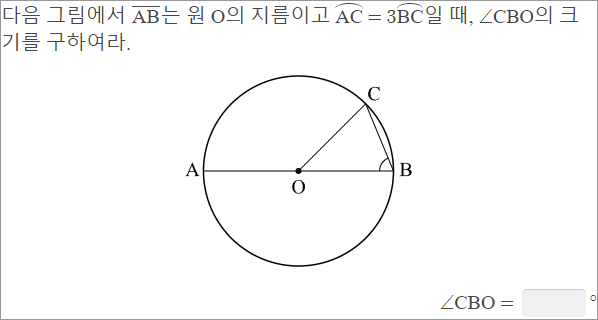 다음 그림에서 AB는 원 O의 지름이고 AC = 3BC일 때, ∠CBO의 크
기를 구하여라.
C
A
B
O
∠CBO = °